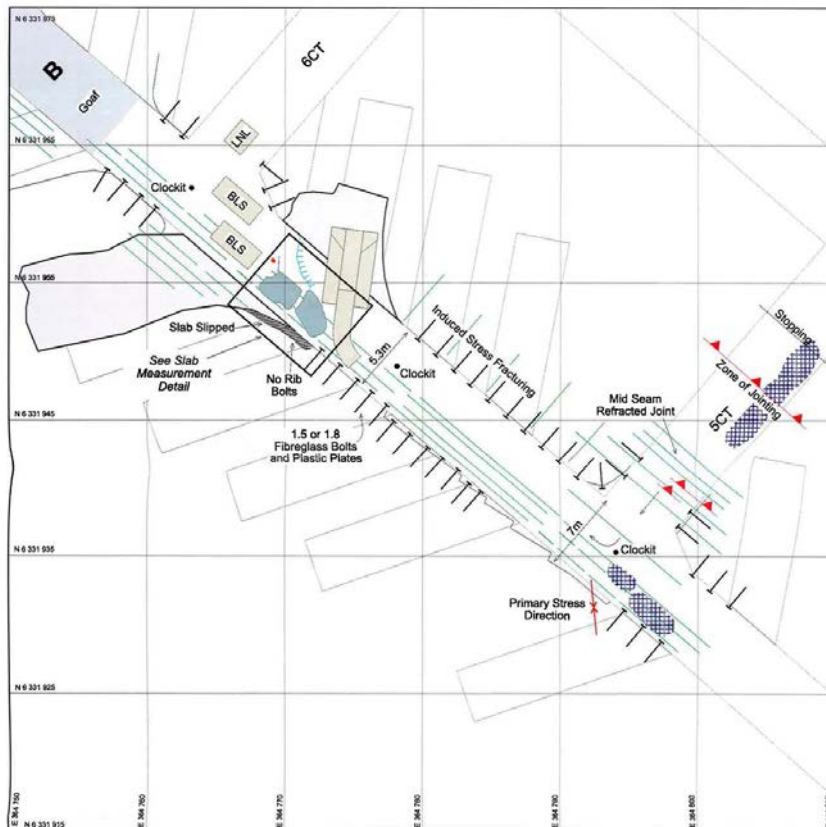 N 6 331 970
B
Goaf
6CT
LNL
N 6 331 965
Clockit
BLS
BLS
N 6 331 955
Slab Slipped
See Slab
Measurement
Detail
No Rib
Bolts
5.3m
Clockit
Induced Stress Fracturing
Stopping
Zone of Jointing
5CT
Mid Seam
Refracted Joint
N 6 331 945
1.5 or 1.8
Fibreglass Bolts
and Plastic Plates
7m
Clockit
N 6 331 935
Primary Stress
Direction
N 6 331 925
E 364 750
N 6 331 915
E 364 760
E 364 770
E 364 780
E 364 790
E 364 800